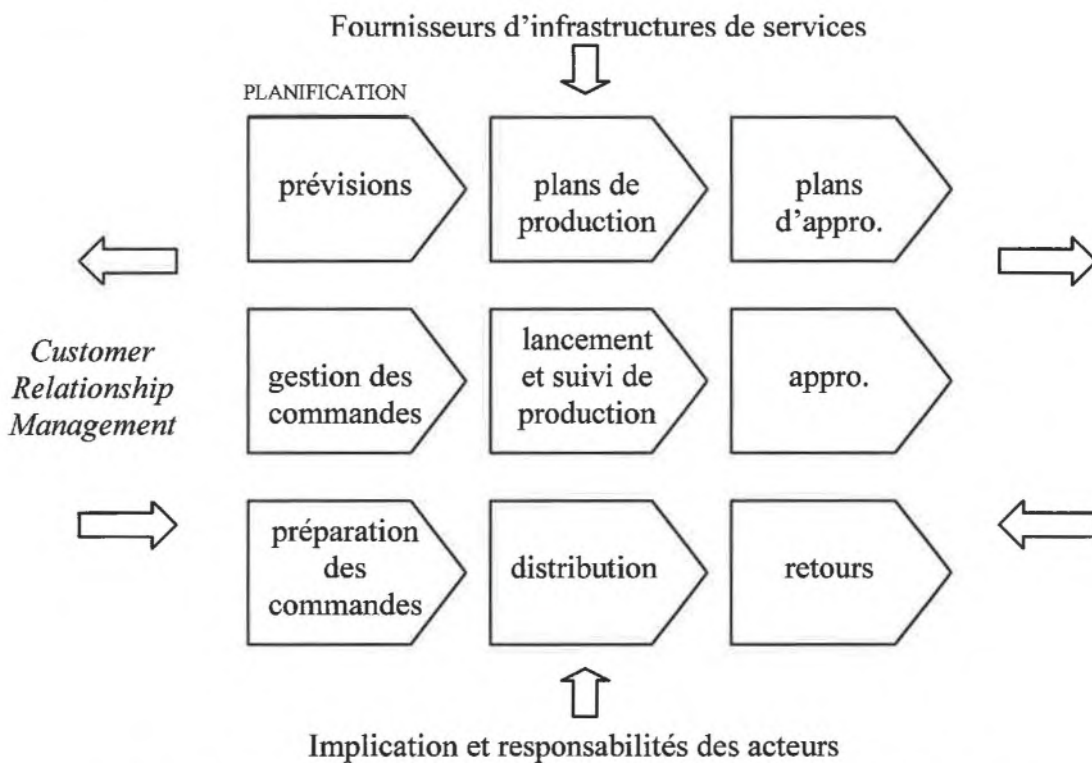 Fournisseurs d'infrastructures de services
PLANIFICATION
prévisions
plans de
production
plans
d'appro.
Customer
Relationship
Management
gestion des
commandes
lancement
et suivi de
production
appro.
préparation
des
commandes
distribution
retours
Implication et responsabilités des acteurs